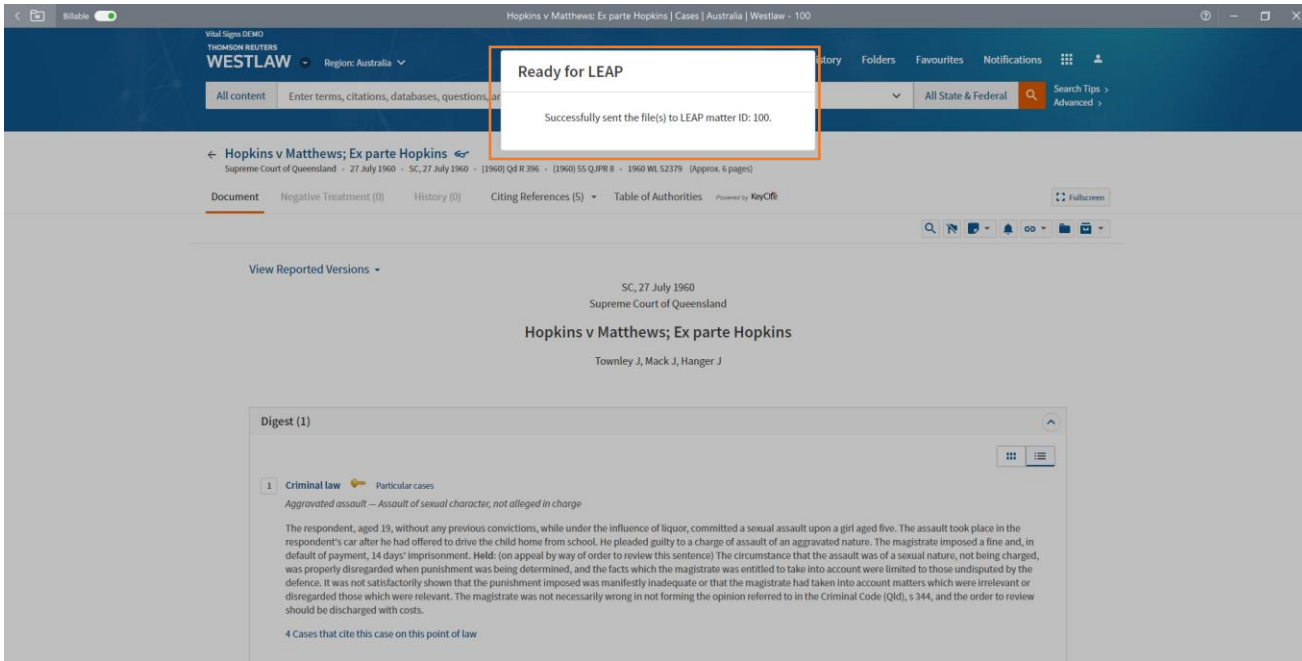 Billable
Hopkins v Matthews: Ex parte Hopkins | Cases | Australia | Westlaw - 100
Vital Signs DEMO
THOMSON REUTERS
WESTLAW
Region: Australia
Folders
Favourites
Notifications
Ready for LEAP
Successfully sent the file(s) to LEAP matter ID: 100.
All content
Enter terms, citations, databases, questions,
All State & Federal
Search Tips >
Advanced >
Hopkins v Matthews; Ex parte Hopkins
Supreme Court of Queensland - 27 July 1960 - SC, 27 July 1960 - [1960] Qd R 396 - (1960) 55 QJPR 8 - 1960 WL 52379 (Approx. 6 pages)
Document
Negative Treatment (0)
History (0)
Citing References (5)
Table of Authorities
Powered by KeyCite
Fullscreen
View Reported Versions
SC, 27 July 1960
Supreme Court of Queensland
Hopkins v Matthews; Ex parte Hopkins
Townley J, Mack J, Hanger J
Digest (1)
1 Criminal law Particular cases
Aggravated assault — Assault of sexual character, not alleged in charge
The respondent, aged 19, without any previous convictions, while under the influence of liquor, committed a sexual assault upon a girl aged five. The assault took place in the
respondent's car after he had offered to drive the child home from school. He pleaded guilty to a charge of assault of an aggravated nature. The magistrate imposed a fine and, in
default of payment, 14 days' imprisonment. Held: (on appeal by way of order to review this sentence) The circumstance that the assault was of a sexual nature, not being charged,
was properly disregarded when punishment was being determined, and the facts which the magistrate was entitled to take into account were limited to those undisputed by the
defence. It was not satisfactorily shown that the punishment imposed was manifestly inadequate or that the magistrate had taken into account matters which were irrelevant or
disregarded those which were relevant. The magistrate was not necessarily wrong in not forming the opinion referred to in the Criminal Code (Qld), s 344, and the order to review
should be discharged with costs.
4 Cases that cite this case on this point of law